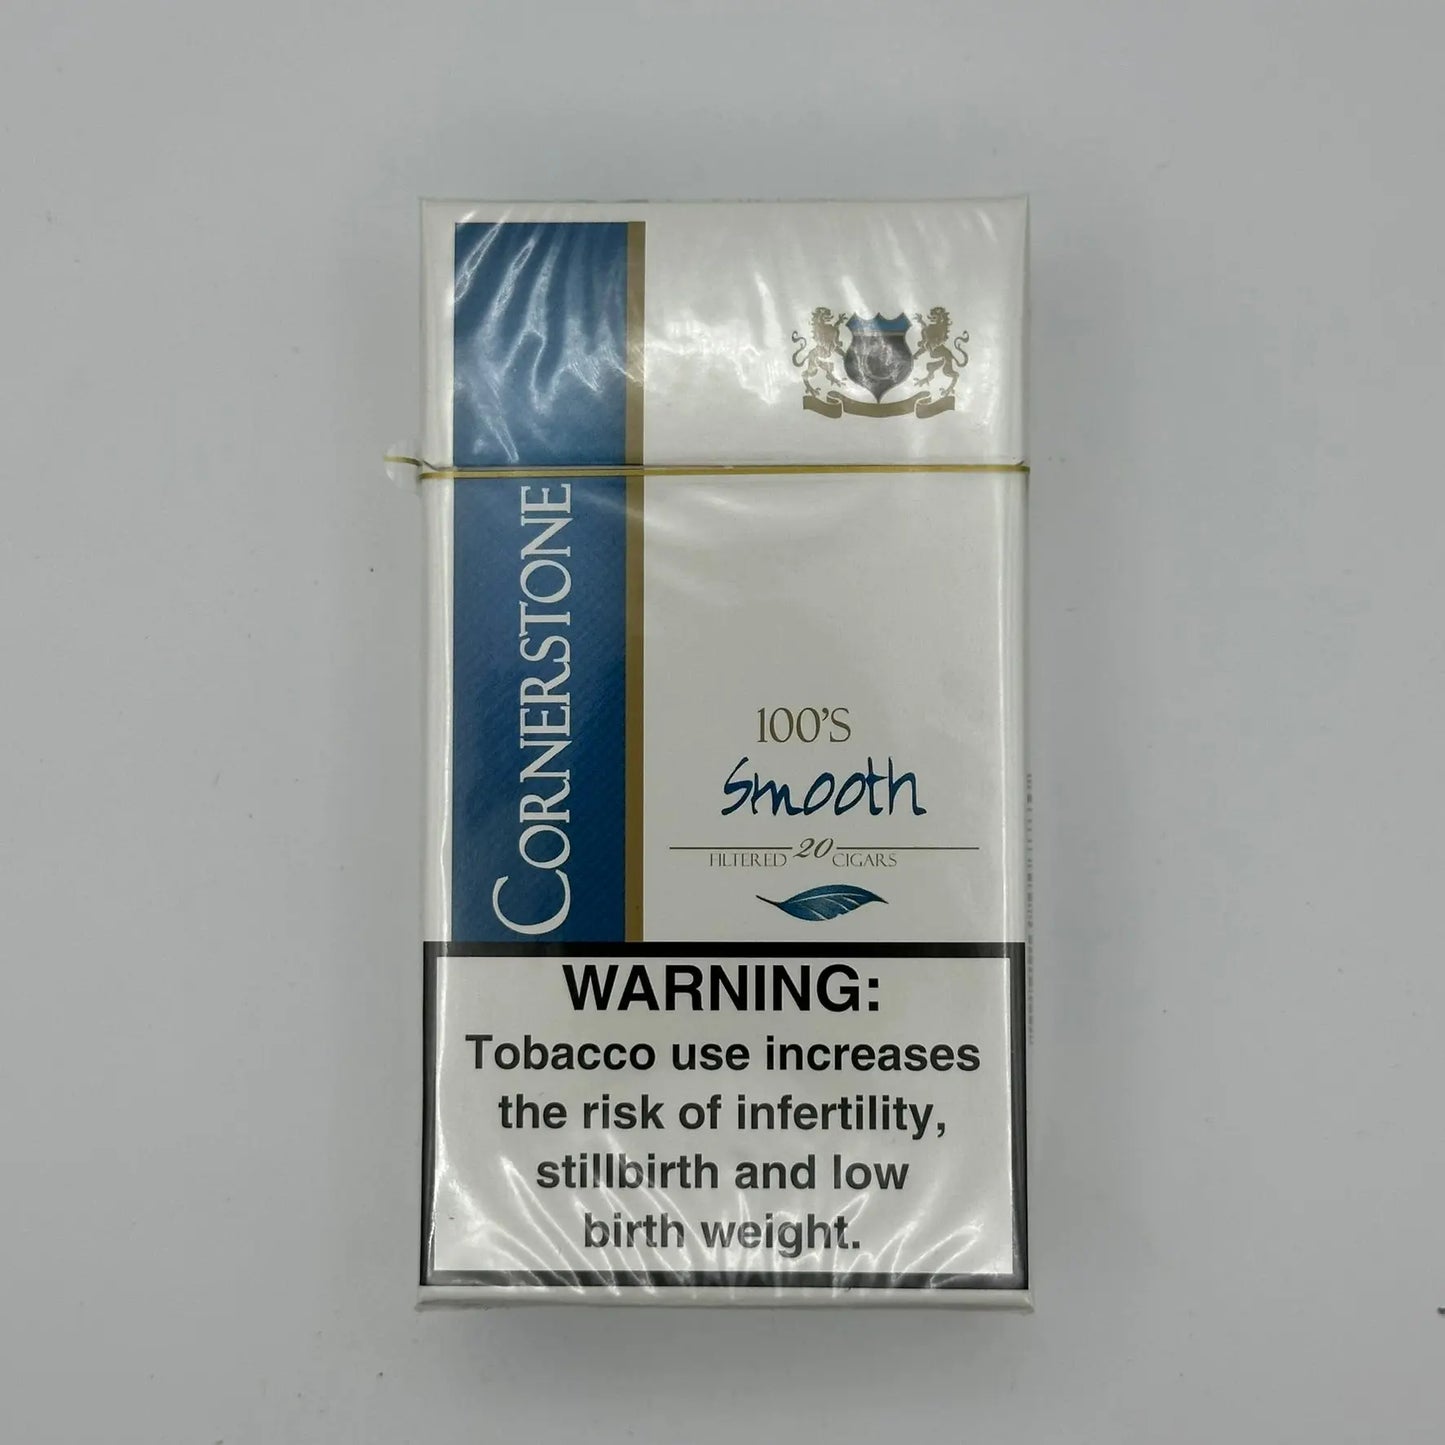 CORNERSTONE
100'S
Smooth
FILTERED 20 CIGARS
WARNING:
Tobacco use increases
the risk of infertility,
stillbirth and low
birth weight.